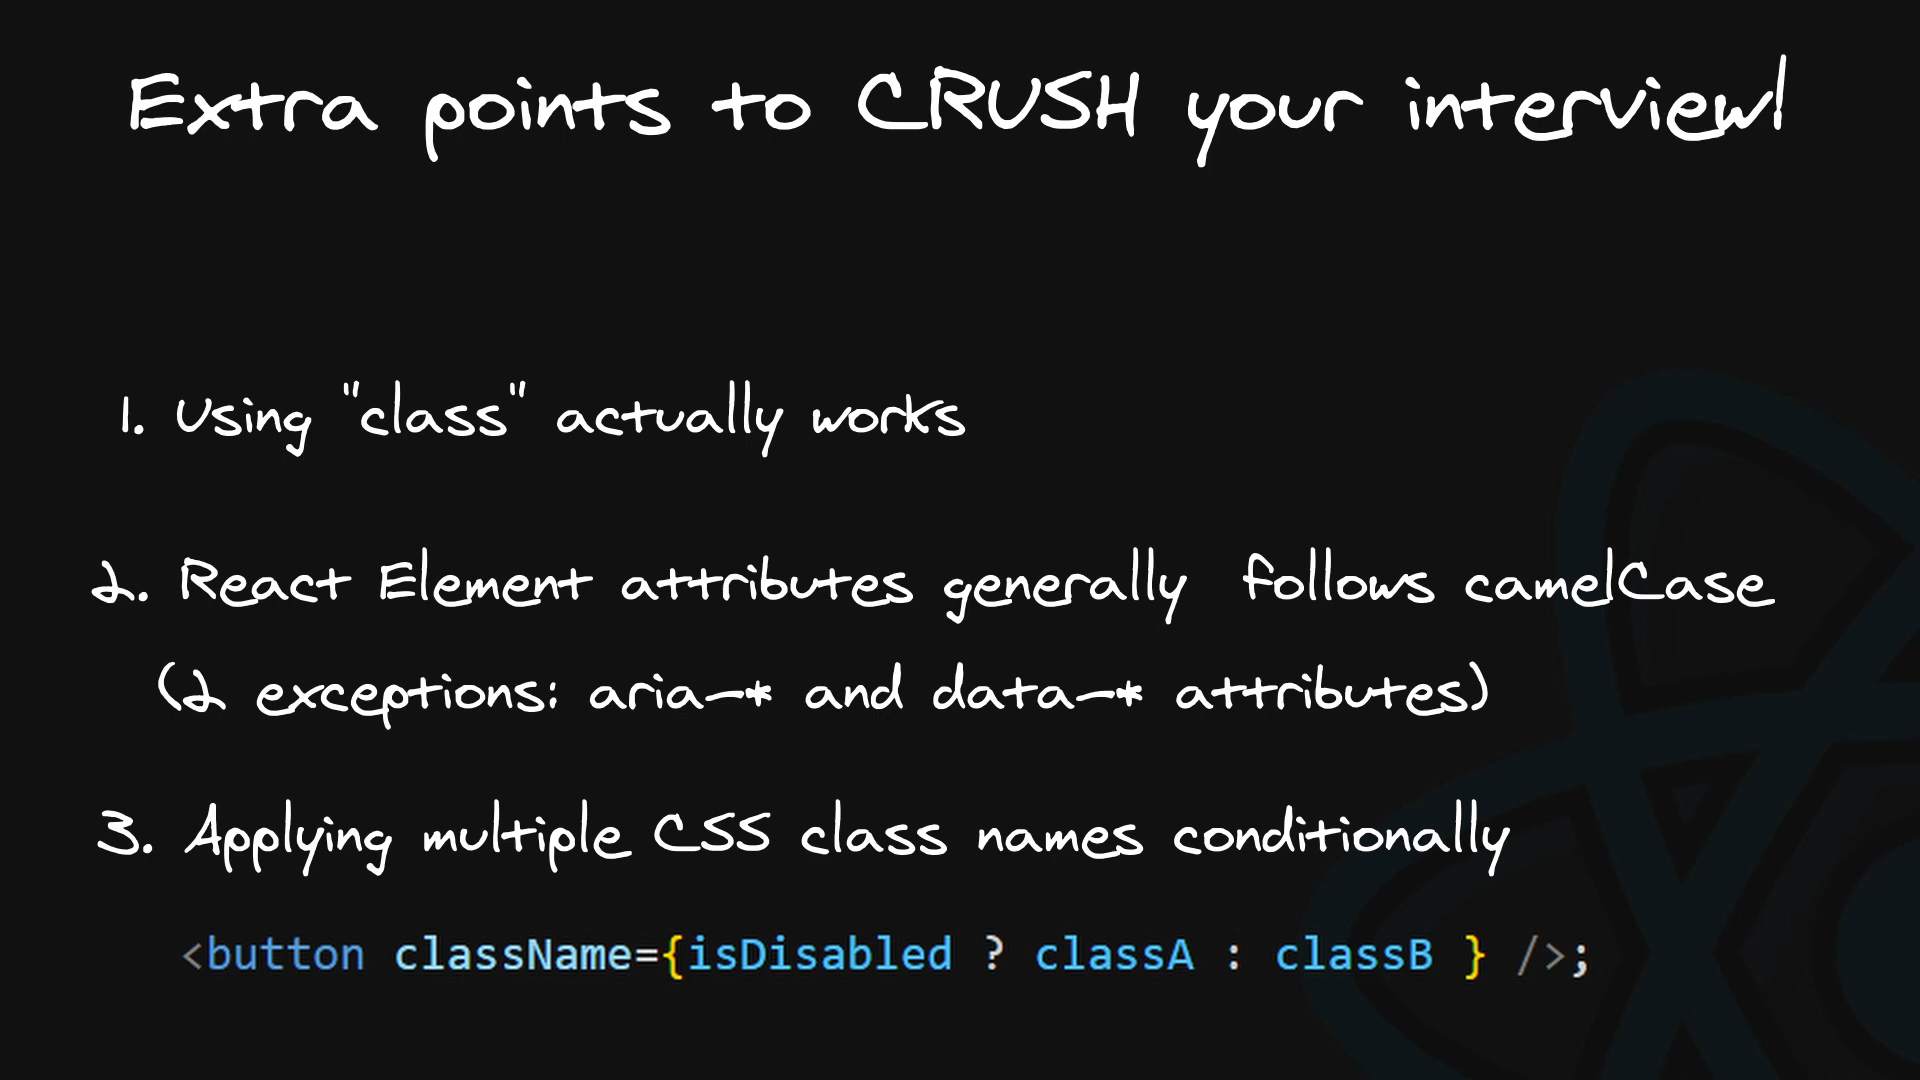 Extra points to CRUSH your interview!
1. Using "class" actually works
2. React Element attributes generally follows camelCase
(2 exceptions: aria-* and data-* attributes)
3. Applying multiple CSS class names conditionally
<button className={isDisabled ? classA : classB } />;